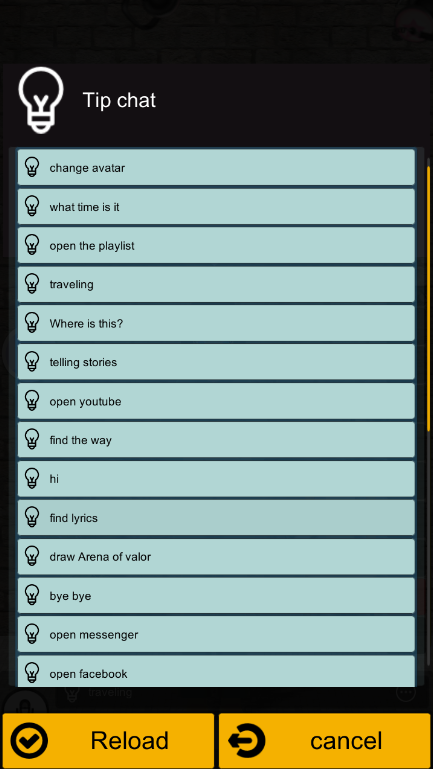 Tip chat
change avatar
what time is it
open the playlist
traveling
Where is this?
telling stories
open youtube
find the way
hi
find lyrics
draw Arena of valor
bye bye
open messenger
open facebook
traveling
Reload
cancel